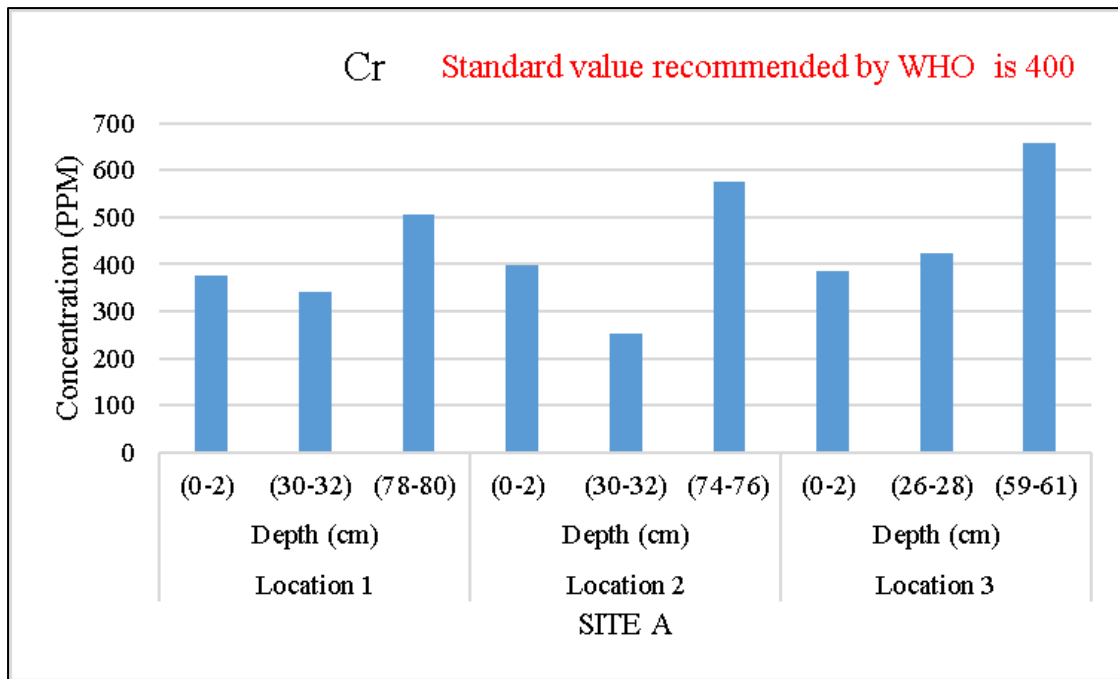 Cr Standard value recommended by WHO is 400
Concentration (PPM)
700
600
500
400
300
200
100
0
(0-2) (30-32) (78-80) (0-2) (30-32) (74-76) (0-2) (26-28) (59-61)
Depth (cm) Depth (cm) Depth (cm)
Location 1 Location 2 Location 3
SITE A